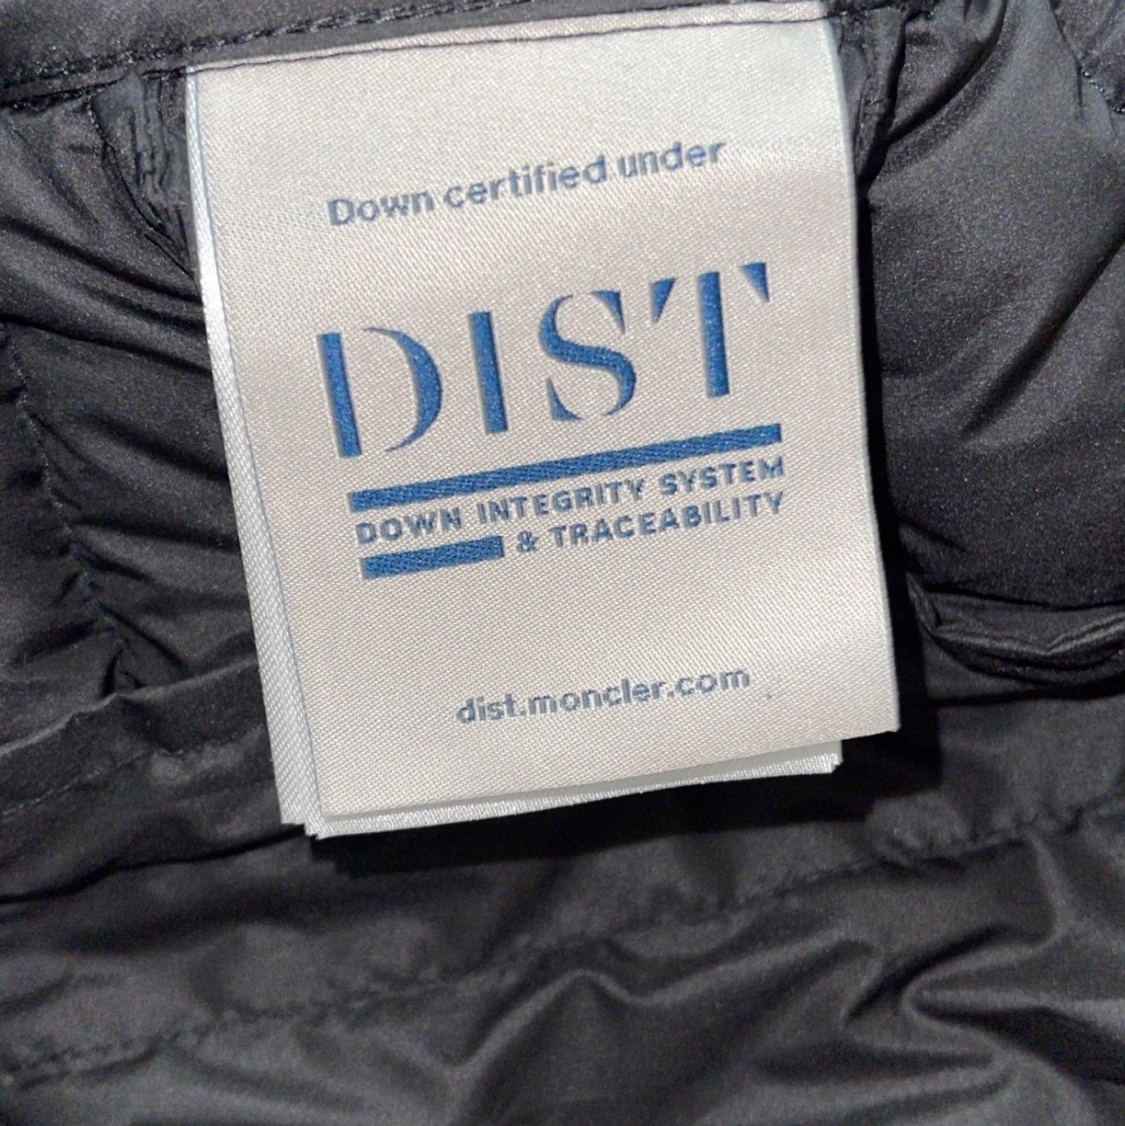 Down certified under
DIST
DOWN INTEGRITY SYSTEM
& TRACEABILITY
dist.moncler.com